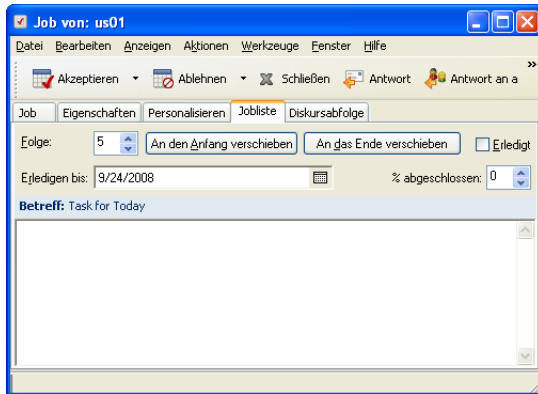 Job von: us01
Datei Bearbeiten Anzeigen Aktionen Werkzeuge Fenster Hilfe
Akzeptieren Ablehnen Schließen Antwort Antwort an a »
Job Eigenschaften Personalisieren Jobliste Diskursabfolge
Folge: 5 An den Anfang verschieben An das Ende verschieben Erledigt
Erledigen bis: 9/24/2008 % abgeschlossen: 0
Betreff: Task for Today